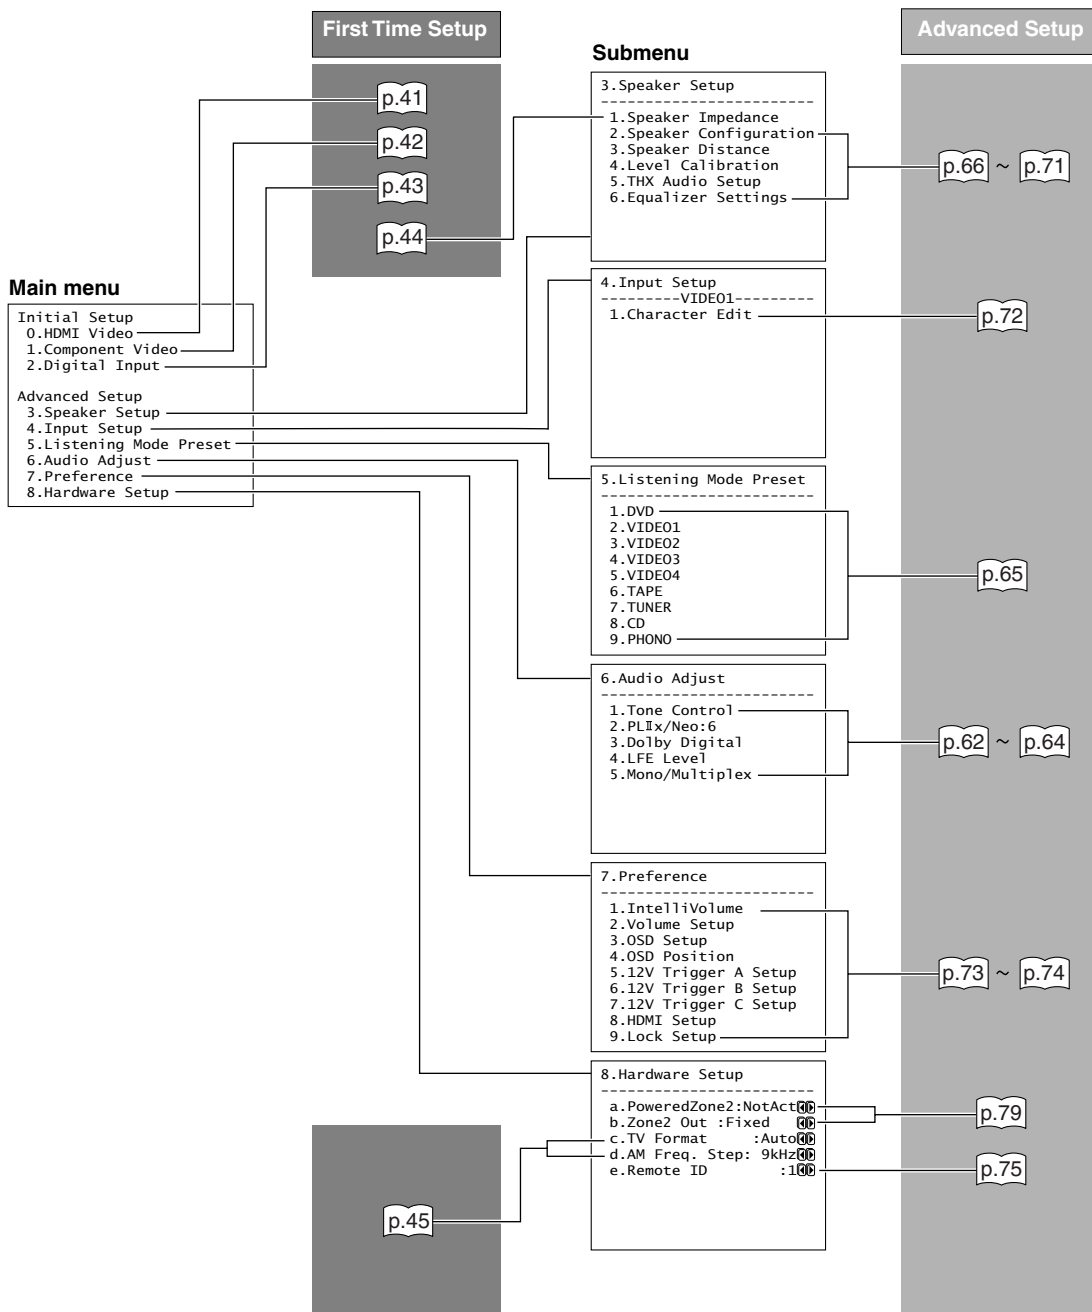 First Time Setup
Submenu
Advanced Setup
p.41
p.42
p.43
p.44
Main menu
Initial Setup
0.HDMI Video
1.Component Video
2.Digital Input
Advanced Setup
3.Speaker Setup
4.Input Setup
5.Listening Mode Preset
6.Audio Adjust
7.Preference
8.Hardware Setup
3.Speaker Setup
-------------------------
1.Speaker Impedance
2.Speaker Configuration
3.Speaker Distance
4.Level Calibration
5.THX Audio Setup
6.Equalizer Settings
p.66 ~ p.71
4.Input Setup
---------VIDEO1---------
1.Character Edit
p.72
5.Listening Mode Preset
-------------------------
1.DVD
2.VIDEO1
3.VIDEO2
4.VIDEO3
5.VIDEO4
6.TAPE
7.TUNER
8.CD
9.PHONO
p.65
6.Audio Adjust
-------------------------
1.Tone Control
2.PLⅡx/Neo:6
3.Dolby Digital
4.LFE Level
5.Mono/Multiplex
p.62 ~ p.64
7.Preference
-------------------------
1.IntelliVolume
2.Volume Setup
3.OSD Setup
4.OSD Position
5.12V Trigger A Setup
6.12V Trigger B Setup
7.12V Trigger C Setup
8.HDMI Setup
9.Lock Setup
p.73 ~ p.74
8.Hardware Setup
-------------------------
a.PoweredZone2:NotAct
b.Zone2 Out :Fixed
c.TV Format :Auto
d.AM Freq. Step: 9kHz
e.Remote ID :1
p.79
p.75
p.45